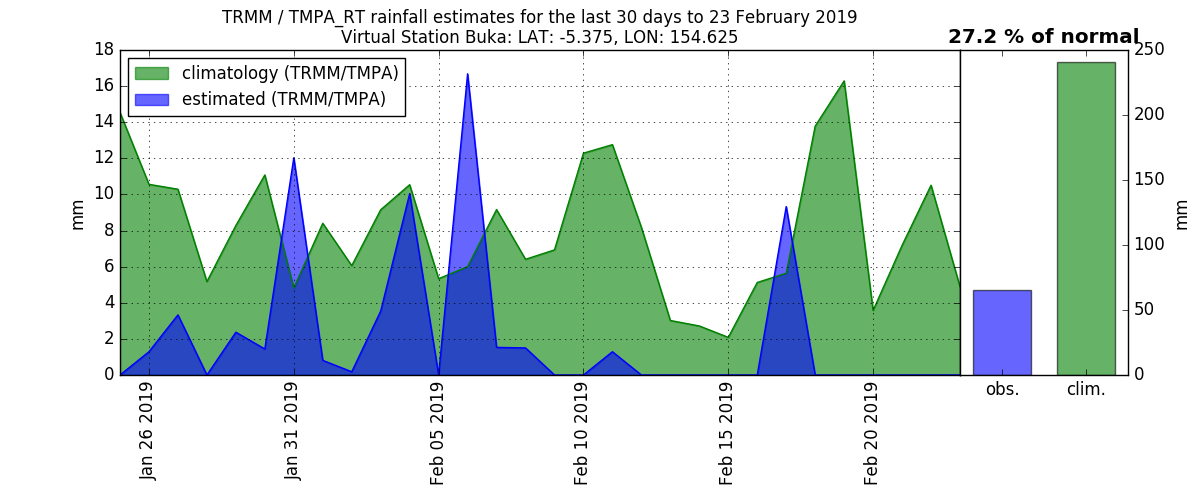 TRMM / TMPA_RT rainfall estimates for the last 30 days to 23 February 2019
Virtual Station Buka: LAT: -5.375, LON: 154.625
27.2 % of normal
climatology (TRMM/TMPA)
estimated (TRMM/TMPA)
18
16
14
12
10
8
6
4
2
0
mm
Jan 26 2019
Jan 31 2019
Feb 05 2019
Feb 10 2019
Feb 15 2019
Feb 20 2019
250
200
150
100
50
0
mm
obs.
clim.